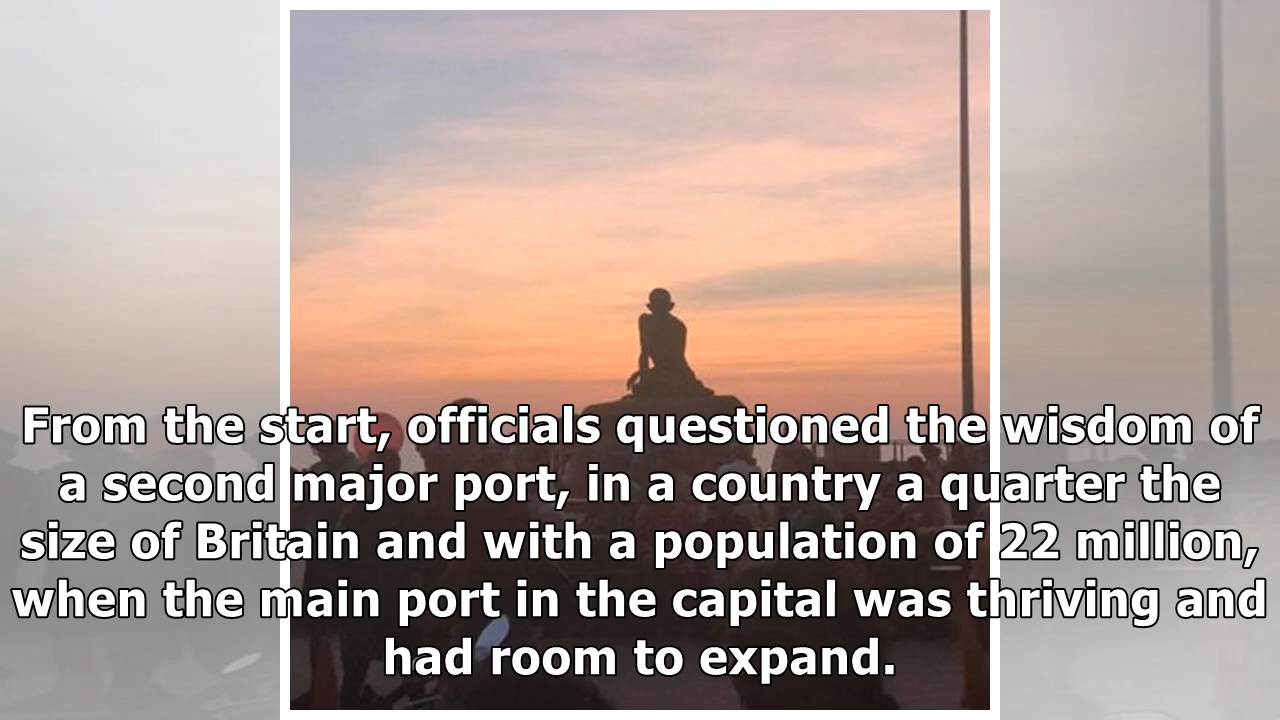 From the start, officials questioned the wisdom of
a second major port, in a country a quarter the
size of Britain and with a population of 22 million,
when the main port in the capital was thriving and
had room to expand.